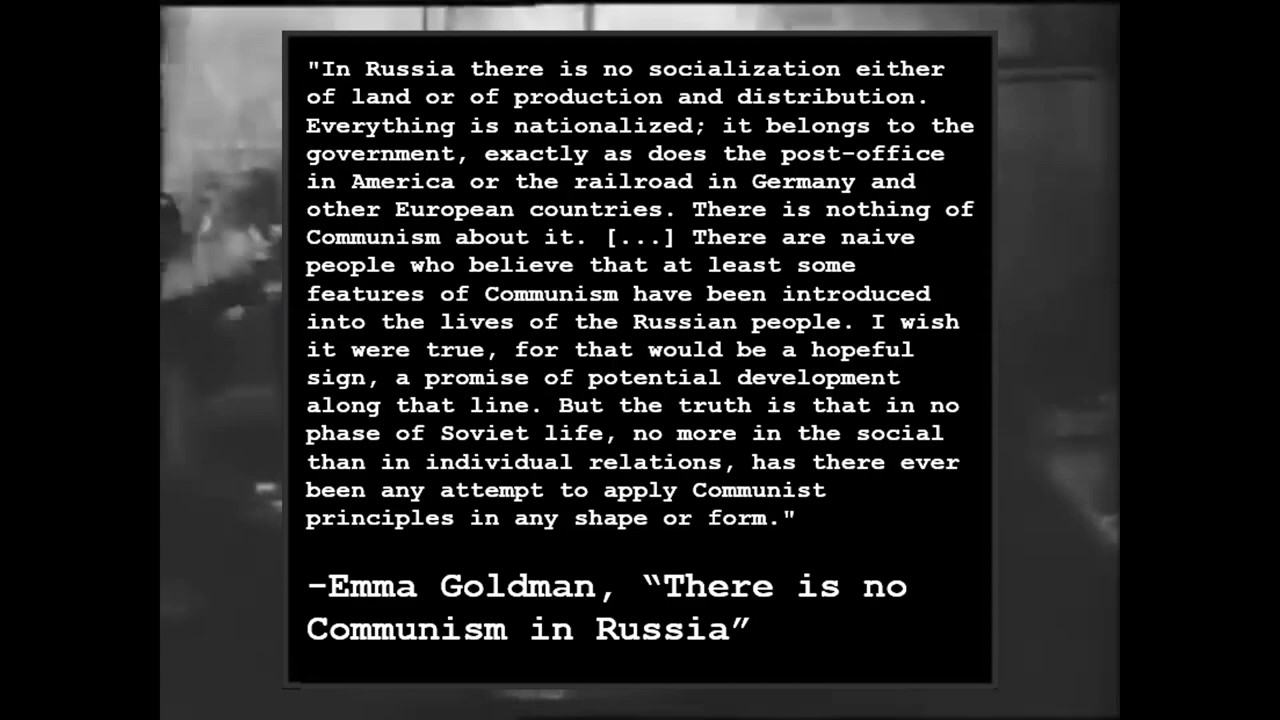 "In Russia there is no socialization either
of land or of production and distribution.
Everything is nationalized; it belongs to the
government, exactly as does the post-office
in America or the railroad in Germany and
other European countries. There is nothing of
Communism about it. [...] There are naive
people who believe that at least some
features of Communism have been introduced
into the lives of the Russian people. I wish
it were true, for that would be a hopeful
sign, a promise of potential development
along that line. But the truth is that in no
phase of Soviet life, no more in the social
than in individual relations, has there ever
been any attempt to apply Communist
principles in any shape or form."
-Emma Goldman, “There is no
Communism in Russia”